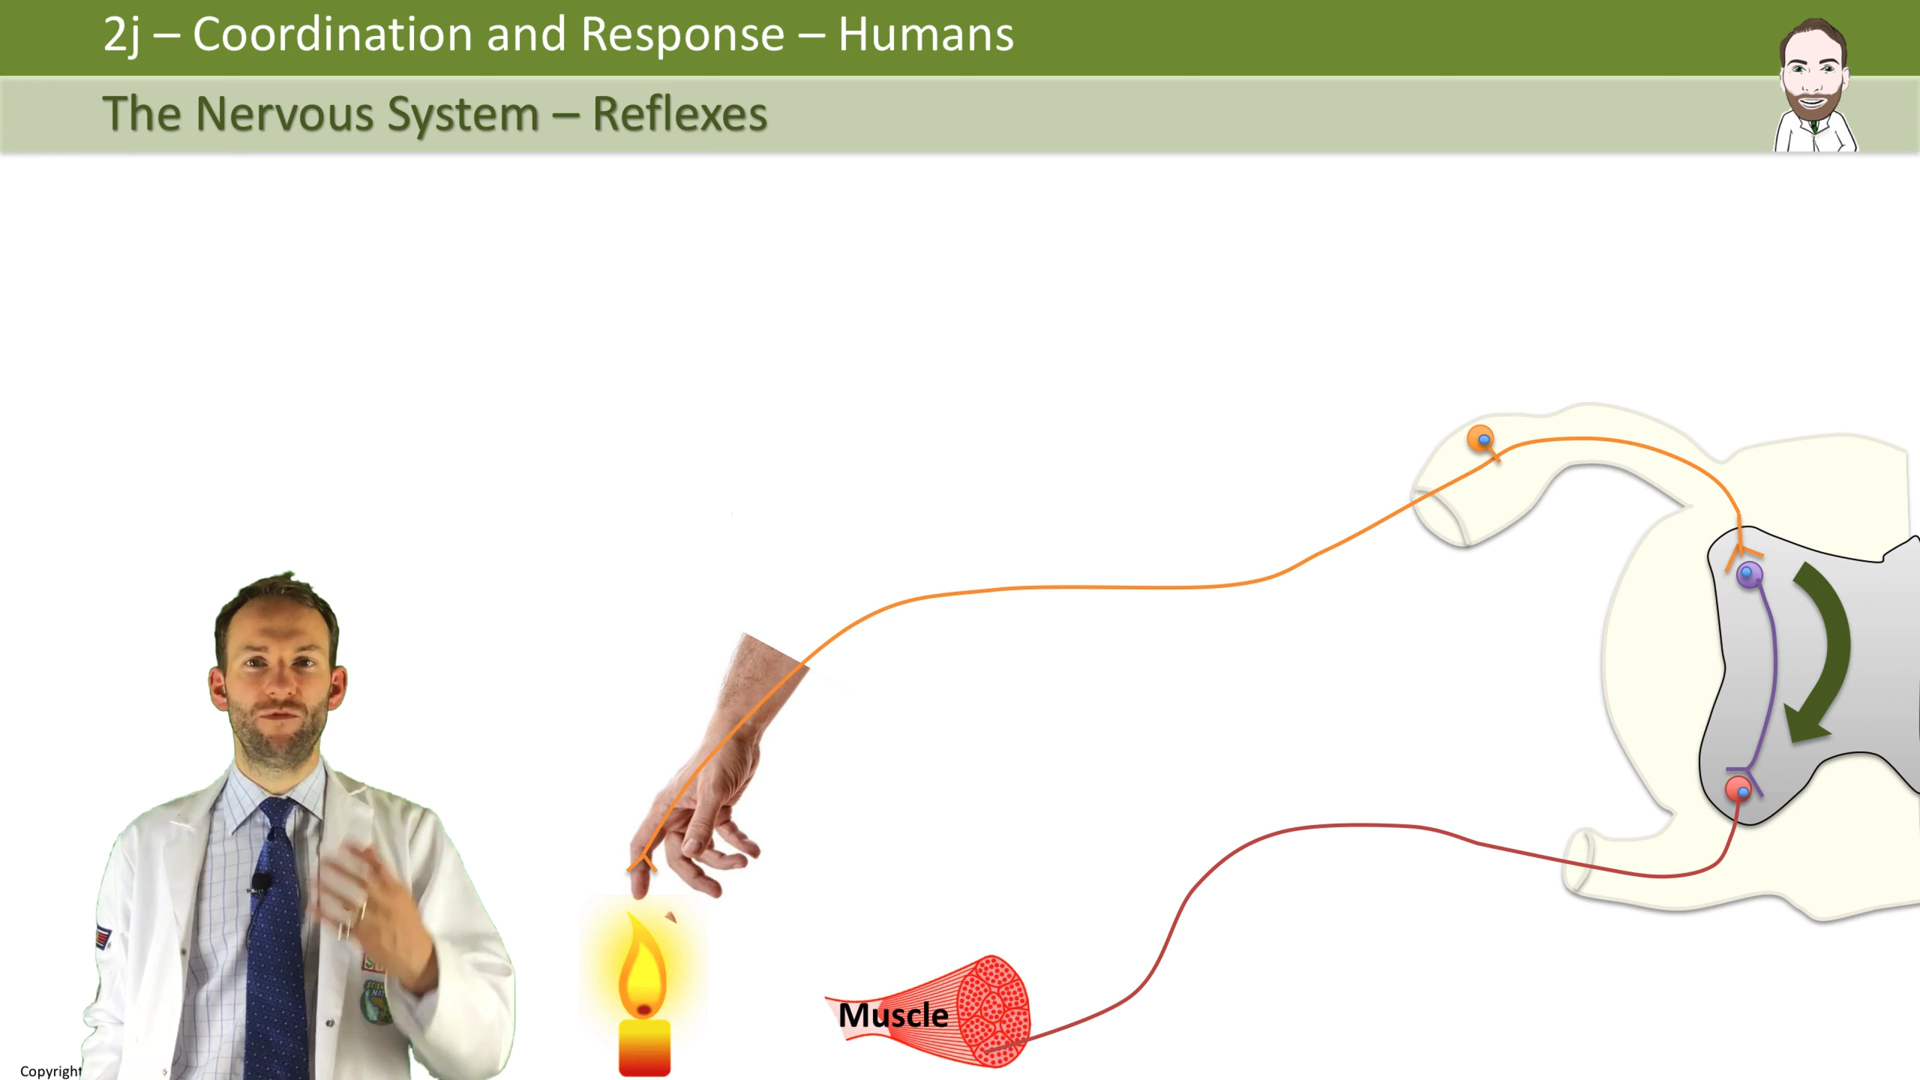 2j – Coordination and Response – Humans
The Nervous System – Reflexes
Muscle
Copyright